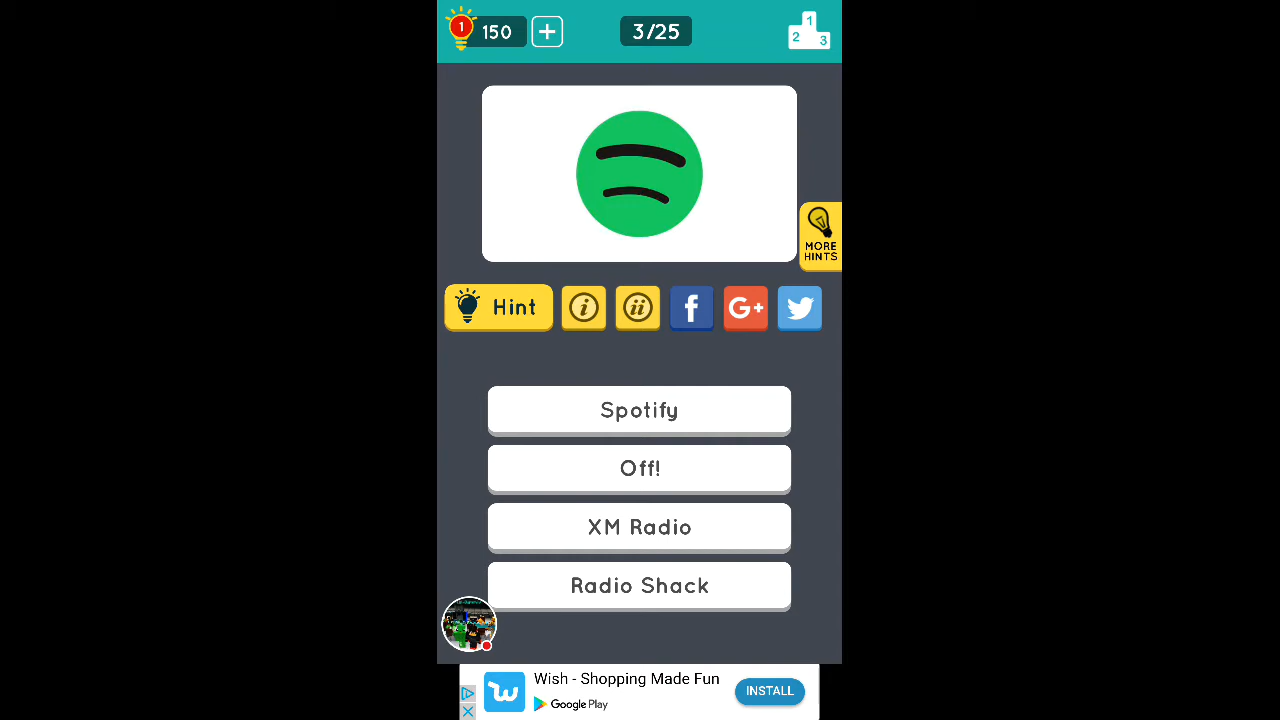 1
150
+
3/25
1
2
3
MORE
HINTS
Hint
i
ii
f
G+
Spotify
Off!
XM Radio
Radio Shack
Wish - Shopping Made Fun
Google Play
INSTALL